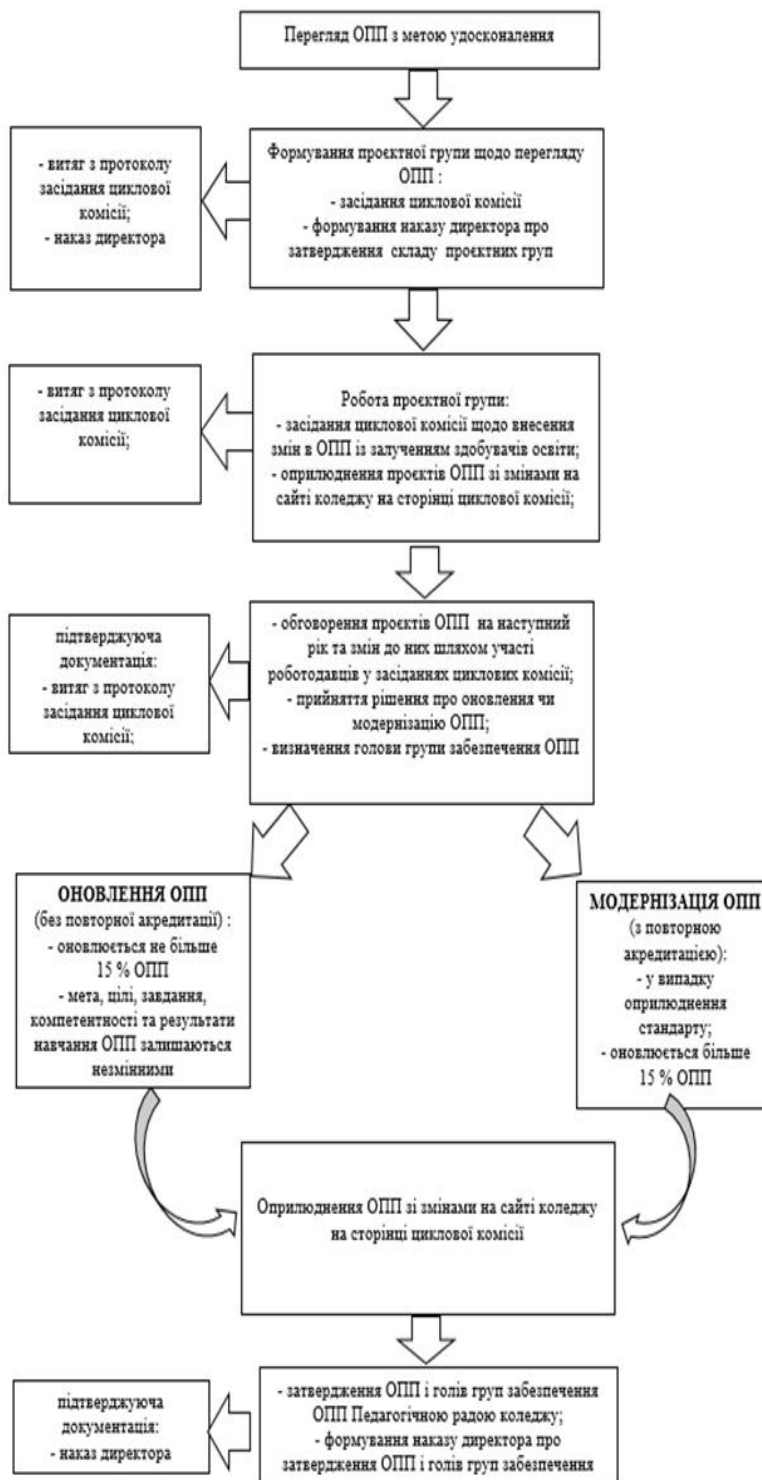 Перегляд ОПП з метою удосконалення
Формування проєктної групи щодо перегляду
ОПП :
- засідання циклової комісії
- формування наказу директора про
затвердження складу проєктних груп
- витяг з протоколу
засідання циклової
комісії;
- наказ директора
Робота проєктної групи:
- засідання циклової комісії щодо внесення
змін в ОПП із залученням здобувачів освіти;
- оприлюднення проєктів ОПП зі змінами на
сайті коледжу на сторінці циклової комісії;
- витяг з протоколу
засідання циклової
комісії;
- обговорення проєктів ОПП на наступний
рік та змін до них шляхом участі
роботодавців у засіданнях циклових комісії;
- прийняття рішення про оновлення чи
модернізацію ОПП;
- визначення голови групи забезпечення ОПП
підтверджуюча
документація:
- витяг з протоколу
засідання циклової
комісії;
ОНОВЛЕННЯ ОПП
(без повторної акредитації) :
- оновлюється не більше
15 % ОПП
- мета, цілі, завдання,
компетентності та результати
навчання ОПП залишаються
незмінними
МОДЕРНІЗАЦІЯ ОПП
(з повторною
акредитацією):
- у випадку
оприлюднення
стандарту;
- оновлюється більше
15 % ОПП
Оприлюднення ОПП зі змінами на сайті коледжу
на сторінці циклової комісії
- затвердження ОПП і голів груп забезпечення
ОПП Педагогічною радою коледжу;
- формування наказу директора про
затвердження ОПП і голів груп забезпечення
підтверджуюча
документація:
- наказ директора